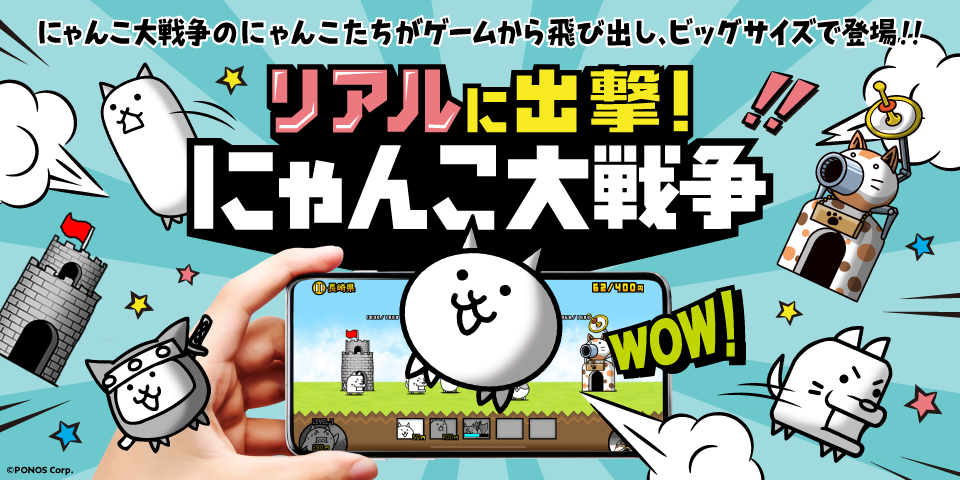 にゃんこ大戦争のにゃんこたちがゲームから飛び出し、ビッグサイズで登場!!
リアルに出撃!
!!
にゃんこ大戦争
長崎県
62/400円
WOW!
©PONOS Corp.